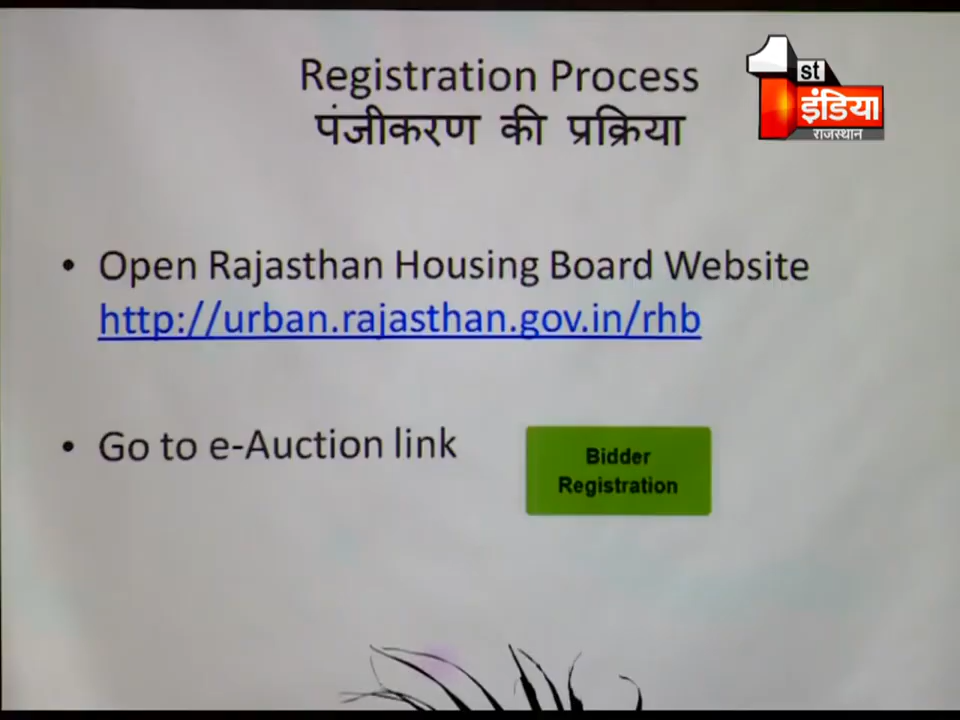 Registration Process
पंजीकरण की प्रक्रिया
1st
इंडिया
राजस्थान
• Open Rajasthan Housing Board Website
http://urban.rajasthan.gov.in/rhb
• Go to e-Auction link
Bidder
Registration